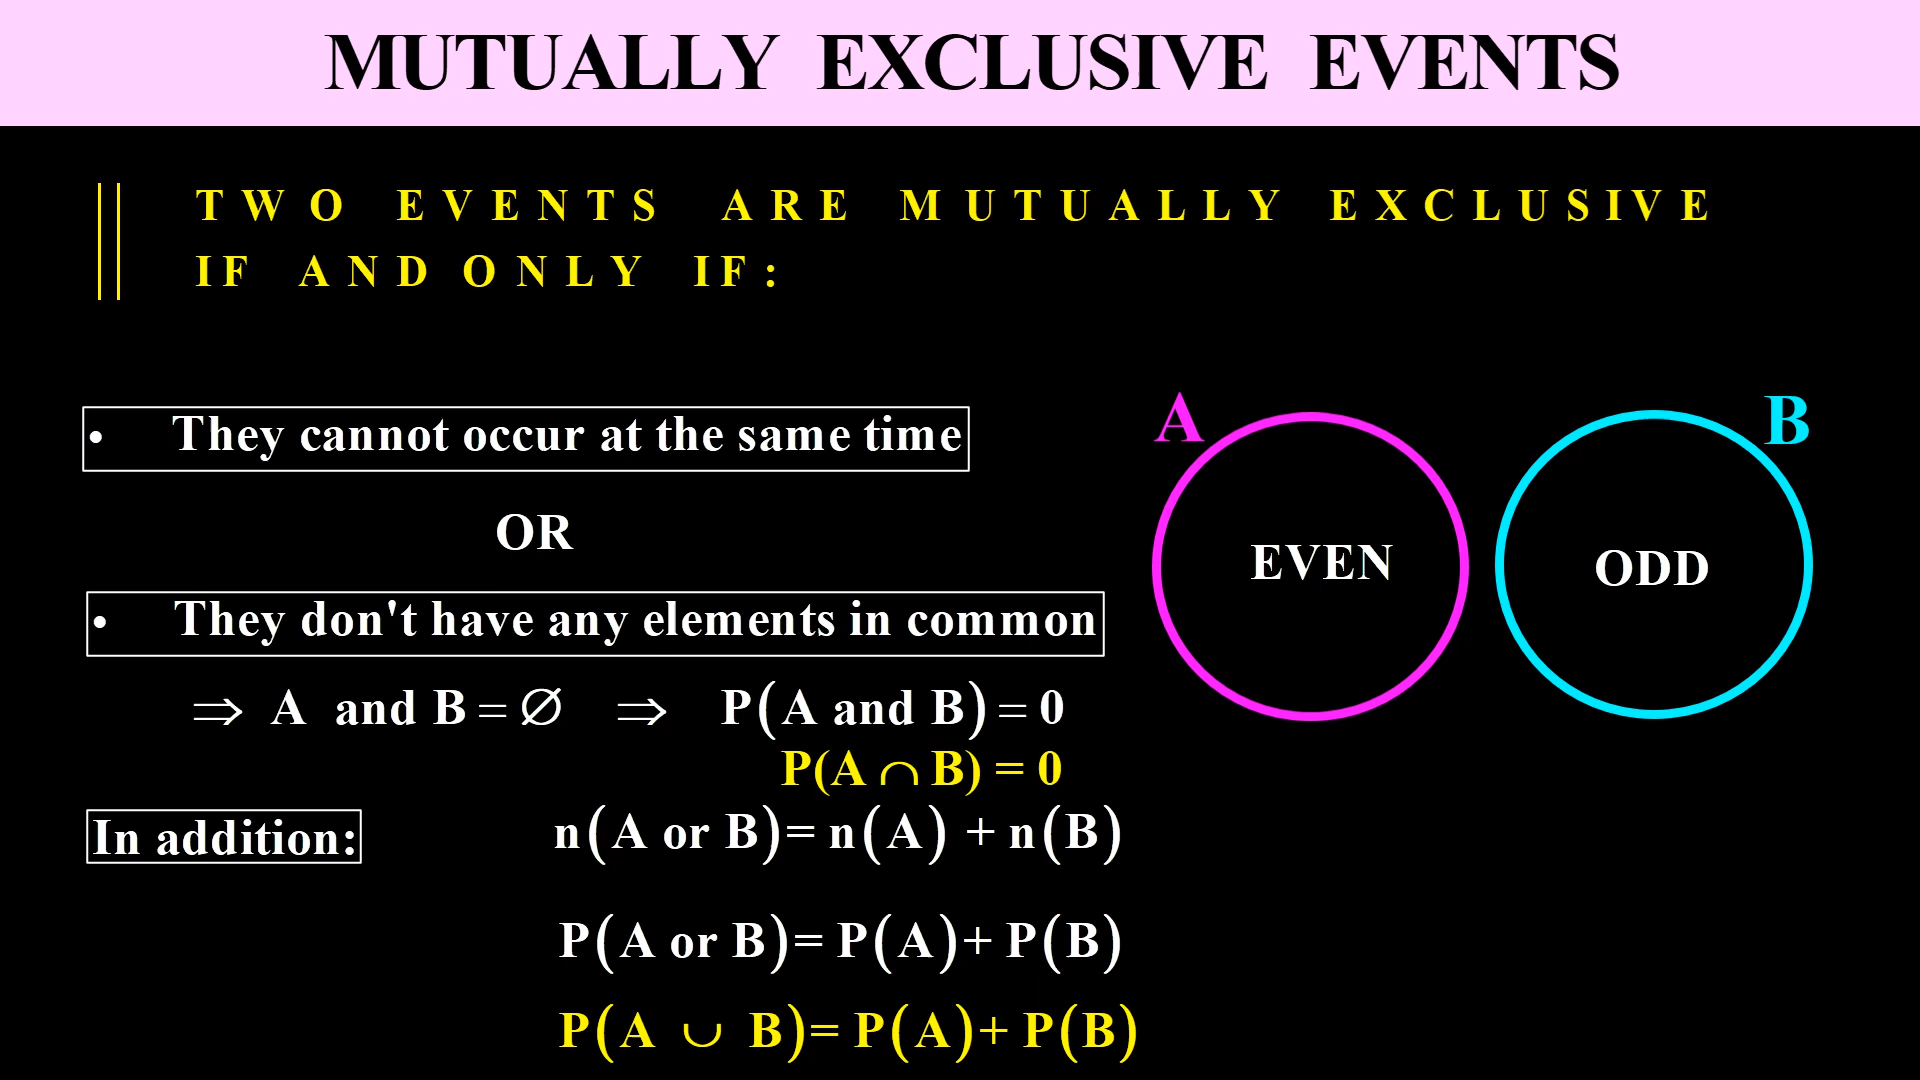 MUTUALLY EXCLUSIVE EVENTS
TWO EVENTS ARE MUTUALLY EXCLUSIVE
IF AND ONLY IF:
• They cannot occur at the same time
OR
• They don't have any elements in common
⇒ A and B = ∅ ⇒ P(A and B) = 0
P(A ∩ B) = 0
In addition: n(A or B)= n(A) + n(B)
P(A or B)= P(A)+ P(B)
P(A ∪ B)= P(A)+ P(B)
A
B
EVEN
ODD